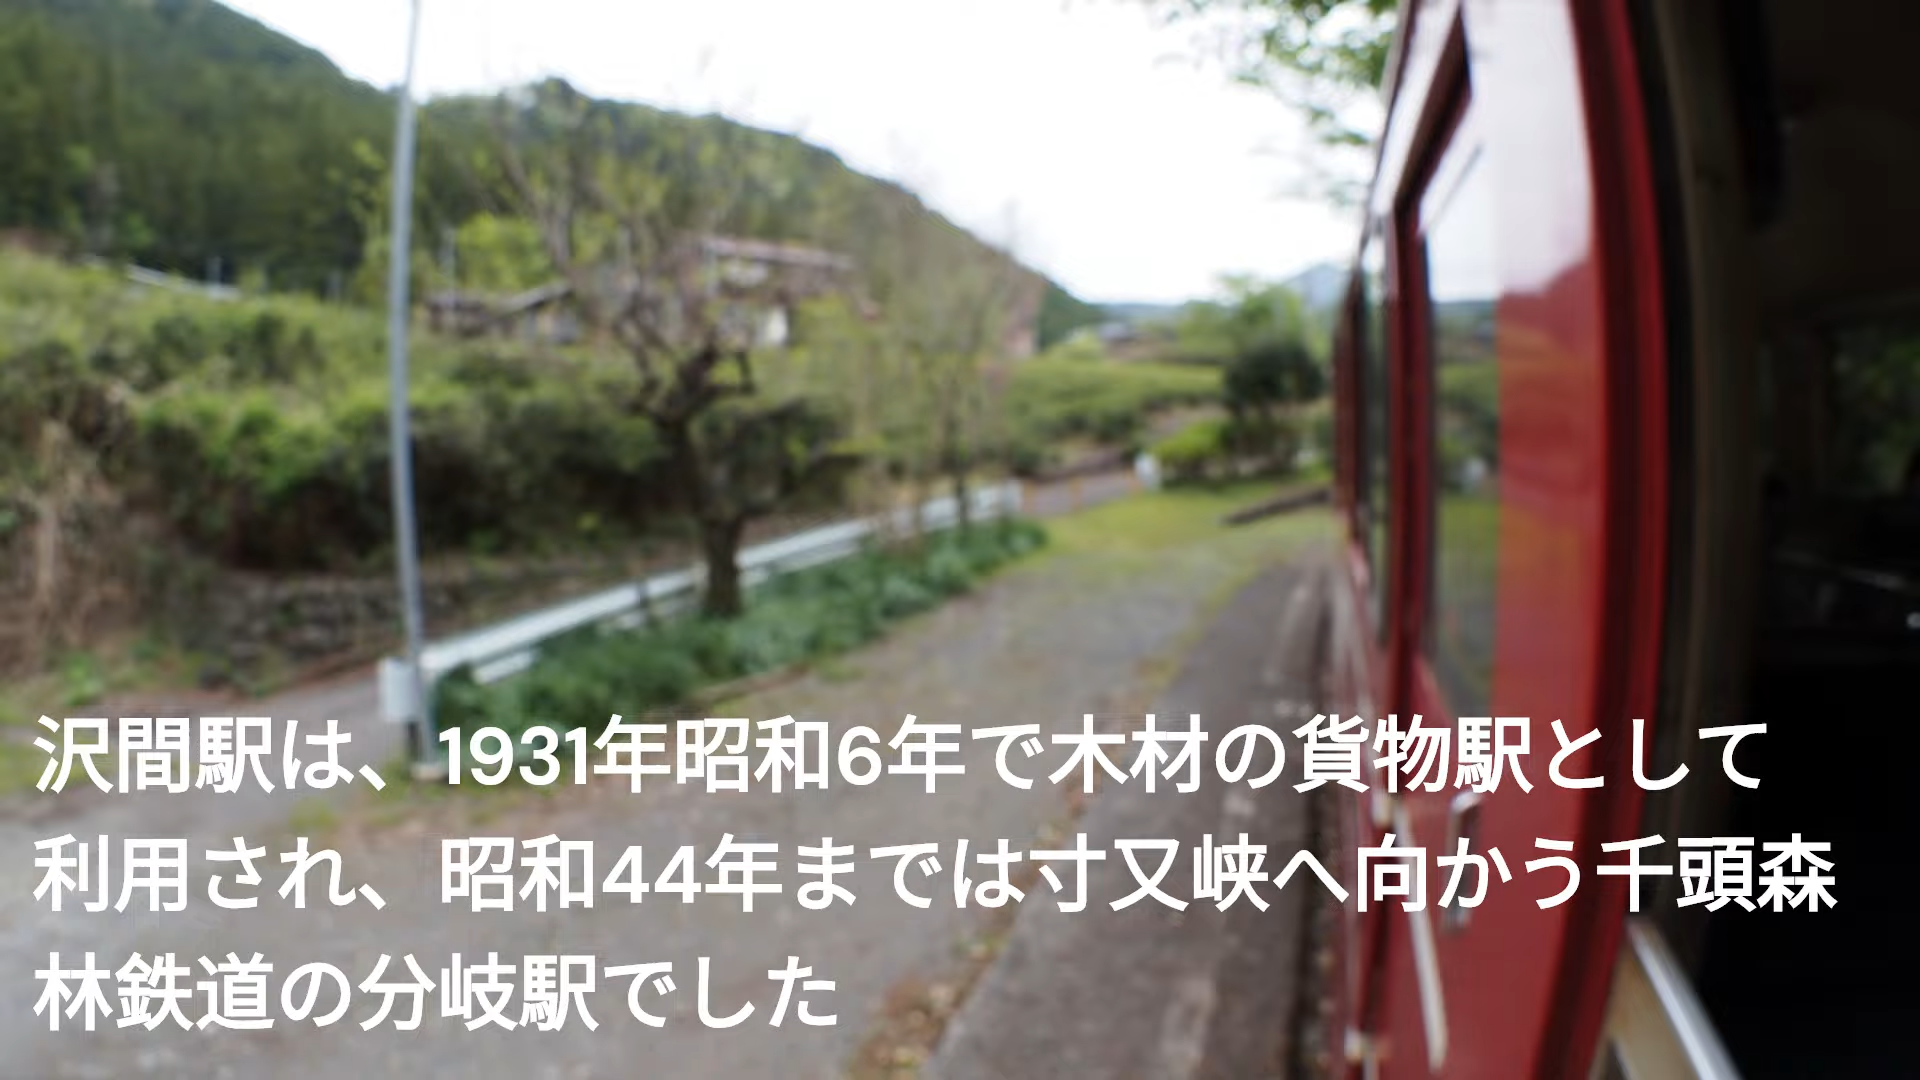 沢間駅は、1931年昭和6年で木材の貨物駅として
利用され、昭和44年までは寸又峡へ向かう千頭森
林鉄道の分岐駅でした